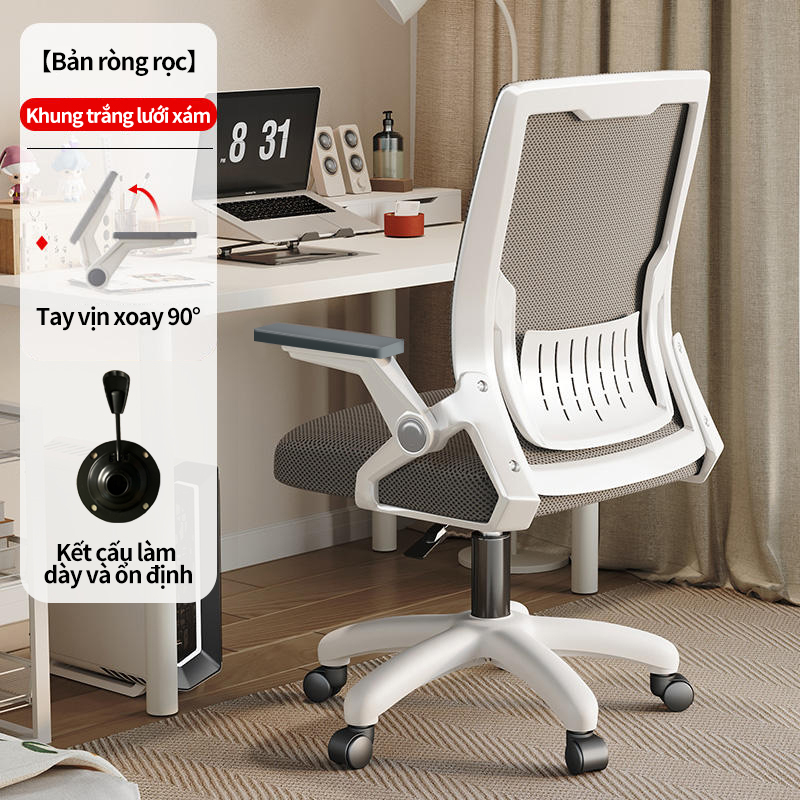 【Bản ròng rọc】
Khung trắng lưới xám
8 31
Tay vịn xoay 90°
Kết cấu làm
dày và ổn định